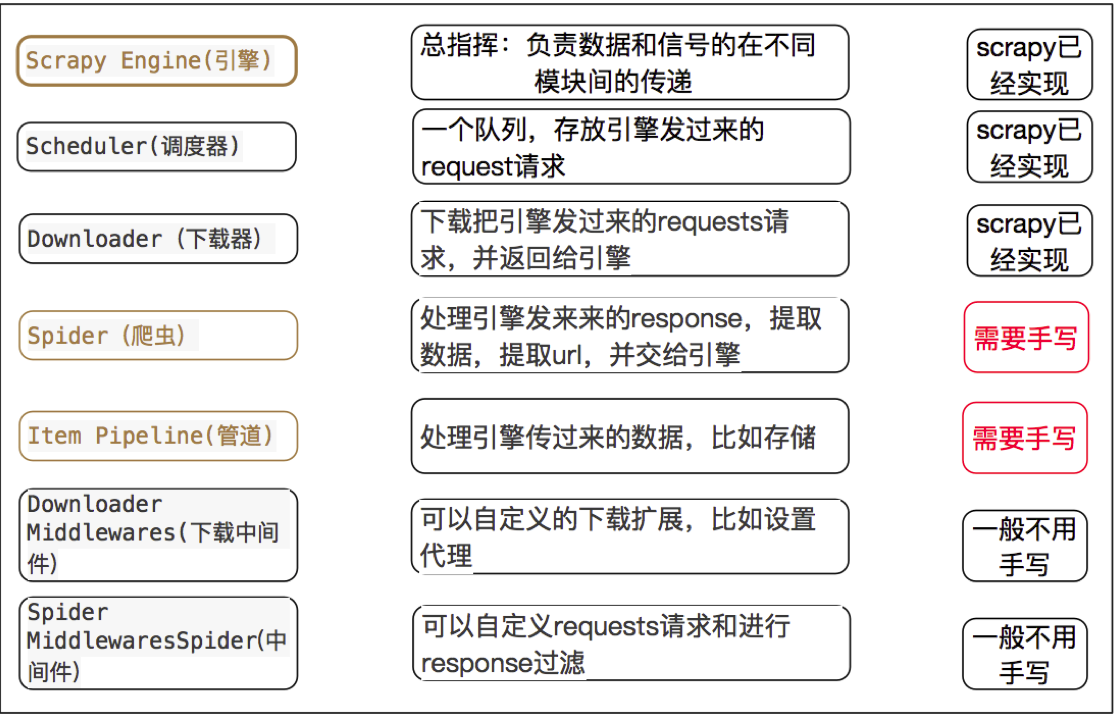 Scrapy Engine(引擎)
总指挥：负责数据和信号的在不同
模块间的传递
scrapy已
经实现
Scheduler(调度器)
一个队列，存放引擎发过来的
request请求
scrapy已
经实现
Downloader（下载器）
下载把引擎发过来的requests请
求，并返回给引擎
scrapy已
经实现
Spider（爬虫）
处理引擎发来来的response，提取
数据，提取url，并交给引擎
需要手写
Item Pipeline(管道)
处理引擎传过来的数据，比如存储
需要手写
Downloader
Middlewares(下载中间
件)
可以自定义的下载扩展，比如设置
代理
一般不用
手写
Spider
MiddlewaresSpider(中
间件)
可以自定义requests请求和进行
response过滤
一般不用
手写